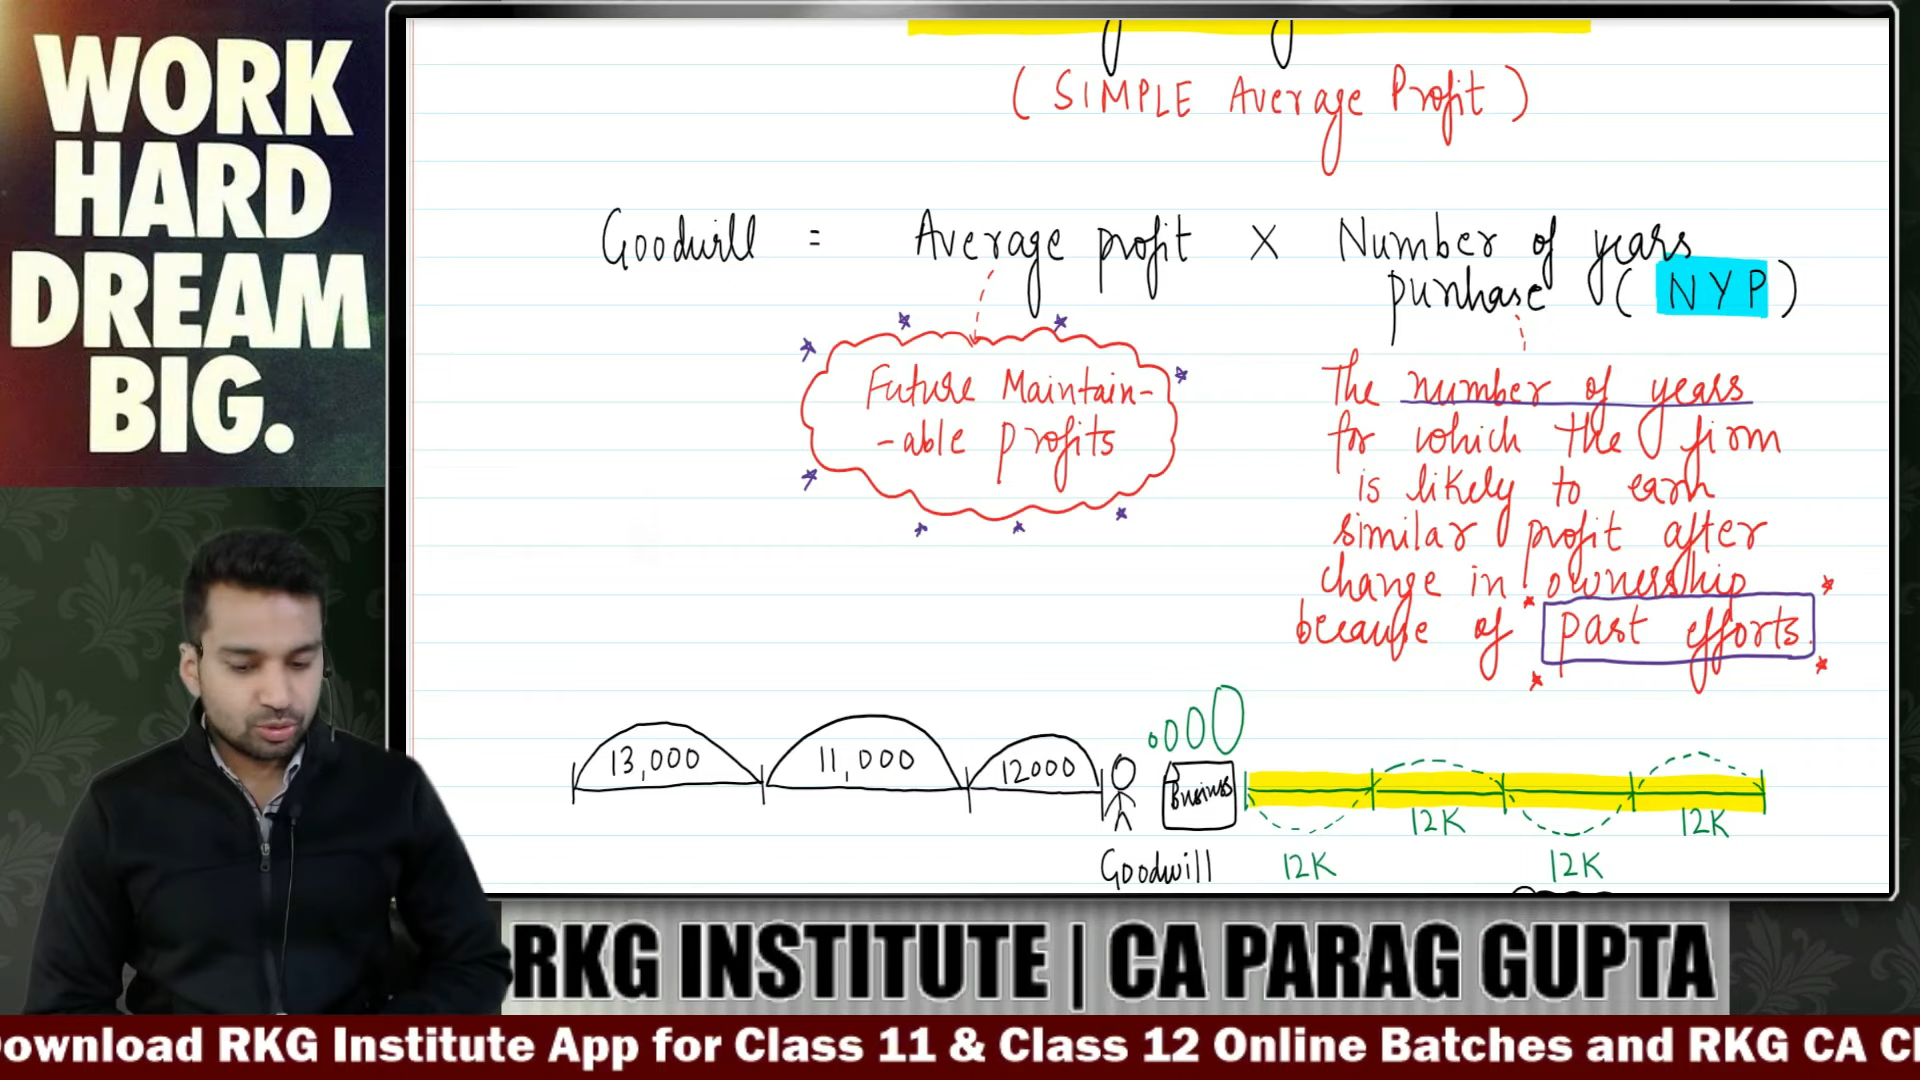 WORK
HARD
DREAM
BIG.
( SIMPLE Average Profit )
Goodwill = Average profit X Number of years
purchase ( NYP )
Future Maintain-
-able profits
The number of years
for which the firm
is likely to earn
similar profit after
change in ownership
because of past efforts.
13,000 11,000 12000 Business
12K 12K
Goodwill 12K 12K
RKG INSTITUTE | CA PARAG GUPTA
Download RKG Institute App for Class 11 & Class 12 Online Batches and RKG CA